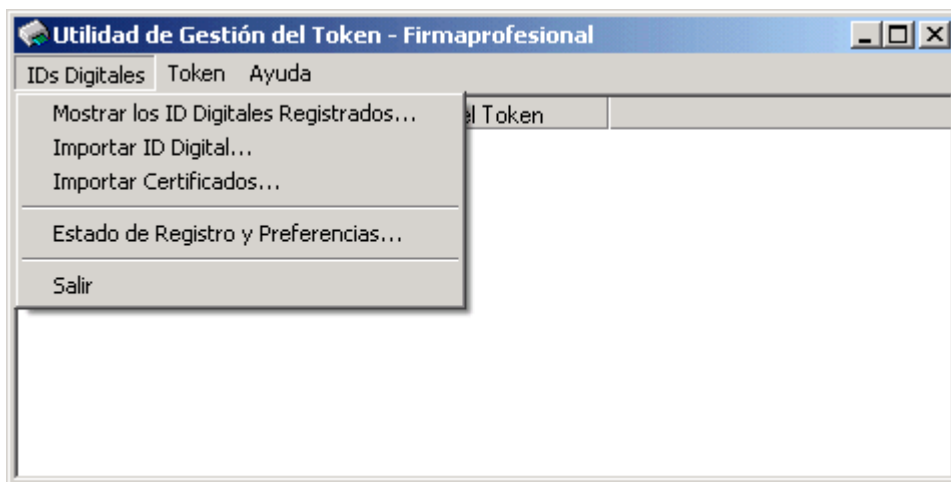 Utilidad de Gestión del Token - Firmaprofesional
IDs Digitales Token Ayuda
Mostrar los ID Digitales Registrados...
Token
Importar ID Digital...
Importar Certificados...
Estado de Registro y Preferencias...
Salir